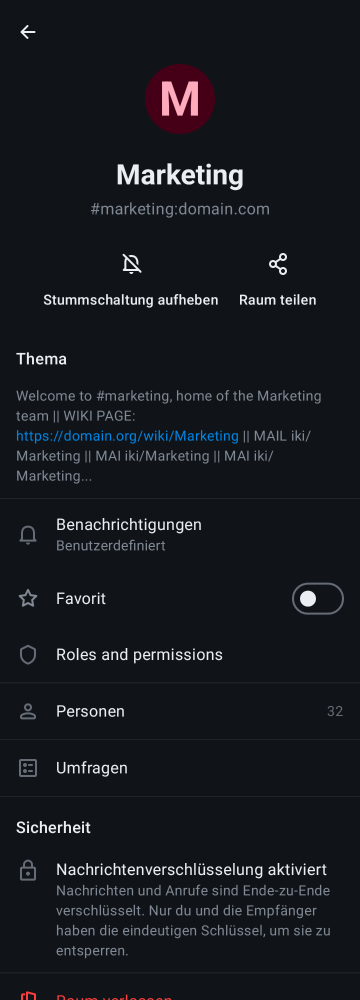 M
Marketing
#marketing:domain.com
Stummschaltung aufheben
Raum teilen
Thema
Welcome to #marketing, home of the Marketing
team || WIKI PAGE:
https://domain.org/wiki/Marketing || MAIL iki/
Marketing || MAI iki/Marketing || MAI iki/
Marketing...
Benachrichtigungen
Benutzerdefiniert
Favorit
Roles and permissions
Personen 32
Umfragen
Sicherheit
Nachrichtenverschlüsselung aktiviert
Nachrichten und Anrufe sind Ende-zu-Ende
verschlüsselt. Nur du und die Empfänger
haben die eindeutigen Schlüssel, um sie zu
entsperren.
Raum verlassen